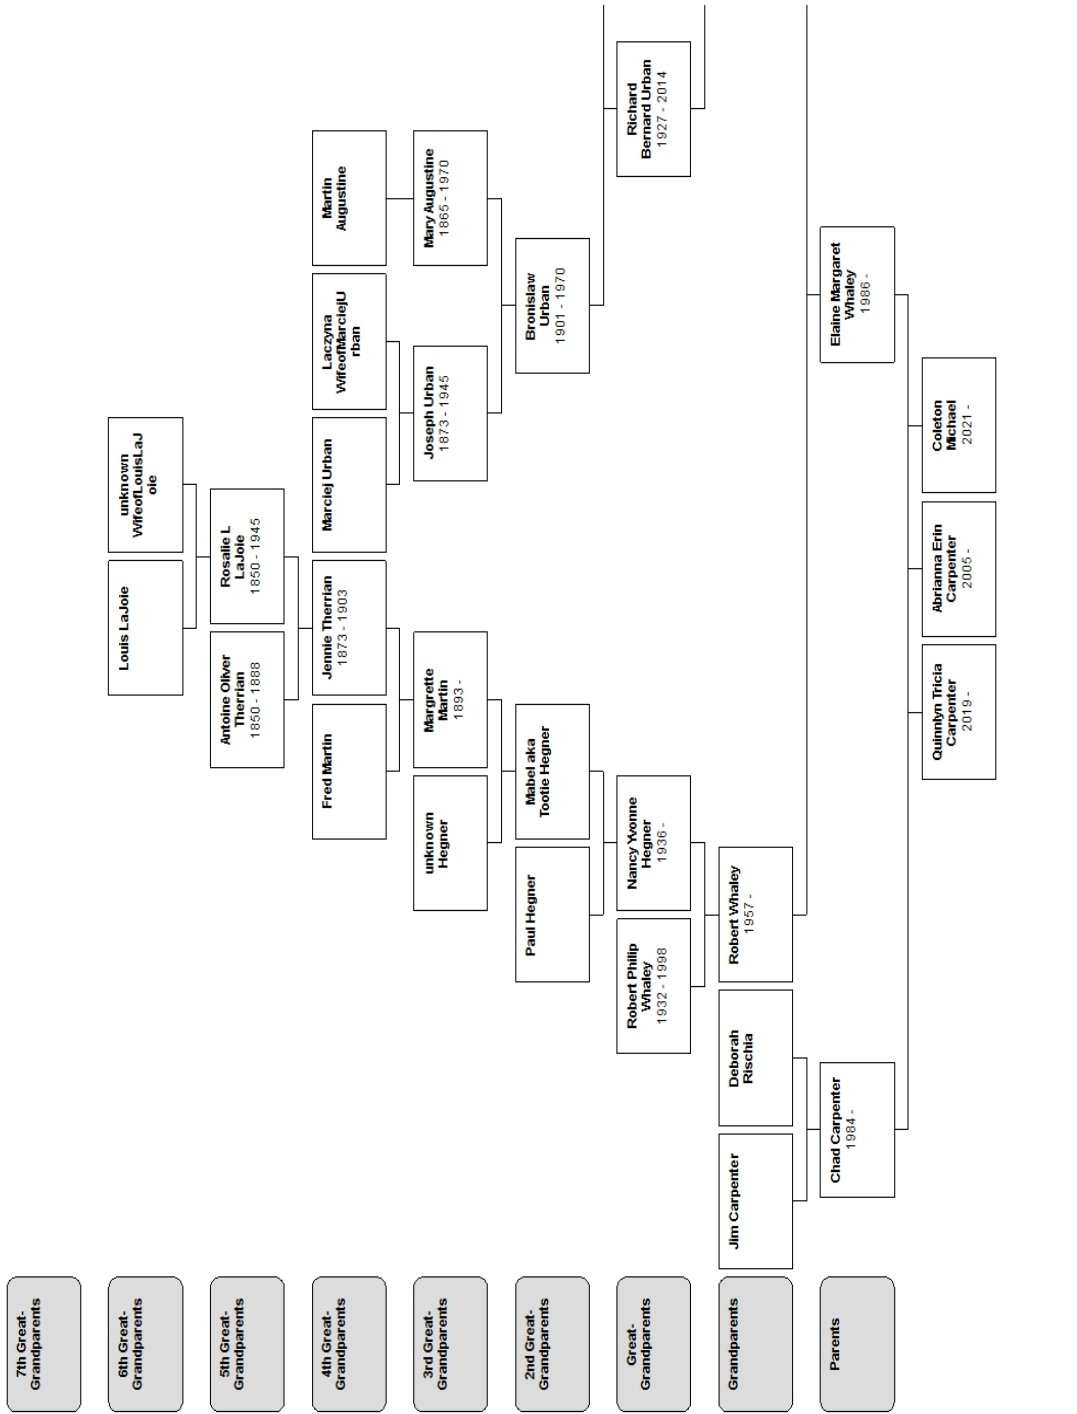 7th Great-
Grandparents
6th Great-
Grandparents
Louis LaJoie
unknown
WifeofLouisLaJ
oie
5th Great-
Grandparents
Antoine Oliver
Therrian
1850 - 1888
Rosalie L
LaJoie
1850 - 1945
4th Great-
Grandparents
Fred Martin
Jennie Therrian
1873 - 1903
Marciej Urban
Laczyna
WifeofMarciejU
rban
Martin
Augustine
3rd Great-
Grandparents
unknown
Hegner
Margrette
Martin
1893 -
Joseph Urban
1873 - 1945
Mary Augustine
1865 - 1970
2nd Great-
Grandparents
Paul Hegner
Mabel aka
Tootie Hegner
Bronislaw
Urban
1901 - 1970
Great-
Grandparents
Robert Philip
Whaley
1932 - 1998
Nancy Yvonne
Hegner
1936 -
Richard
Bernard Urban
1927 - 2014
Grandparents
Jim Carpenter
Deborah
Rischia
Robert Whaley
1957 -
Parents
Chad Carpenter
1984 -
Elaine Margaret
Whaley
1986 -
Quinnlyn Tricia
Carpenter
2019 -
Abrianna Erin
Carpenter
2005 -
Coleton
Michael
2021 -